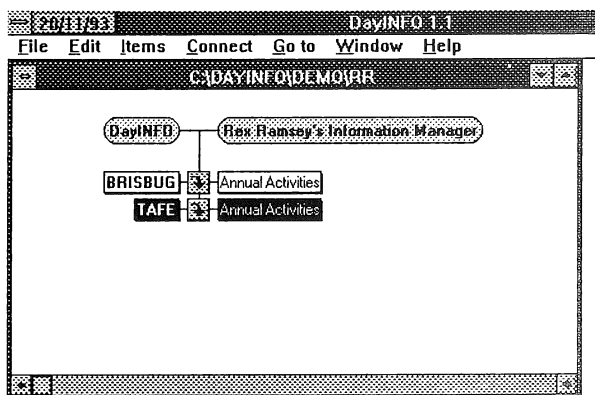 20/11/93 DayINFO 1.1
File Edit Items Connect Go to Window Help
C:\DAYINFO\DEMO\RR
DayINFO Rex Ramsey's Information Manager
BRISBUG Annual Activities
TAFE Annual Activities